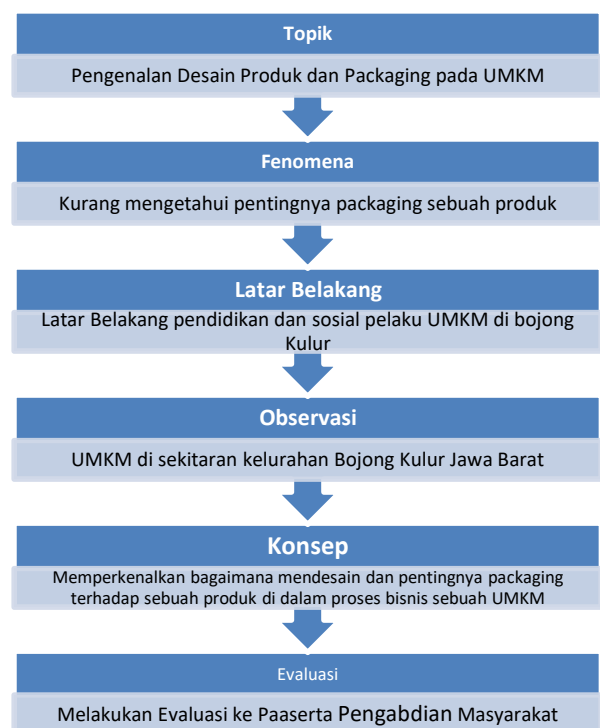 Topik
Pengenalan Desain Produk dan Packaging pada UMKM
Fenomena
Kurang mengetahui pentingnya packaging sebuah produk
Latar Belakang
Latar Belakang pendidikan dan sosial pelaku UMKM di bojong
Kulur
Observasi
UMKM di sekitaran kelurahan Bojong Kulur Jawa Barat
Konsep
Memperkenalkan bagaimana mendesain dan pentingnya packaging
terhadap sebuah produk di dalam proses bisnis sebuah UMKM
Evaluasi
Melakukan Evaluasi ke Paaserta Pengabdian Masyarakat